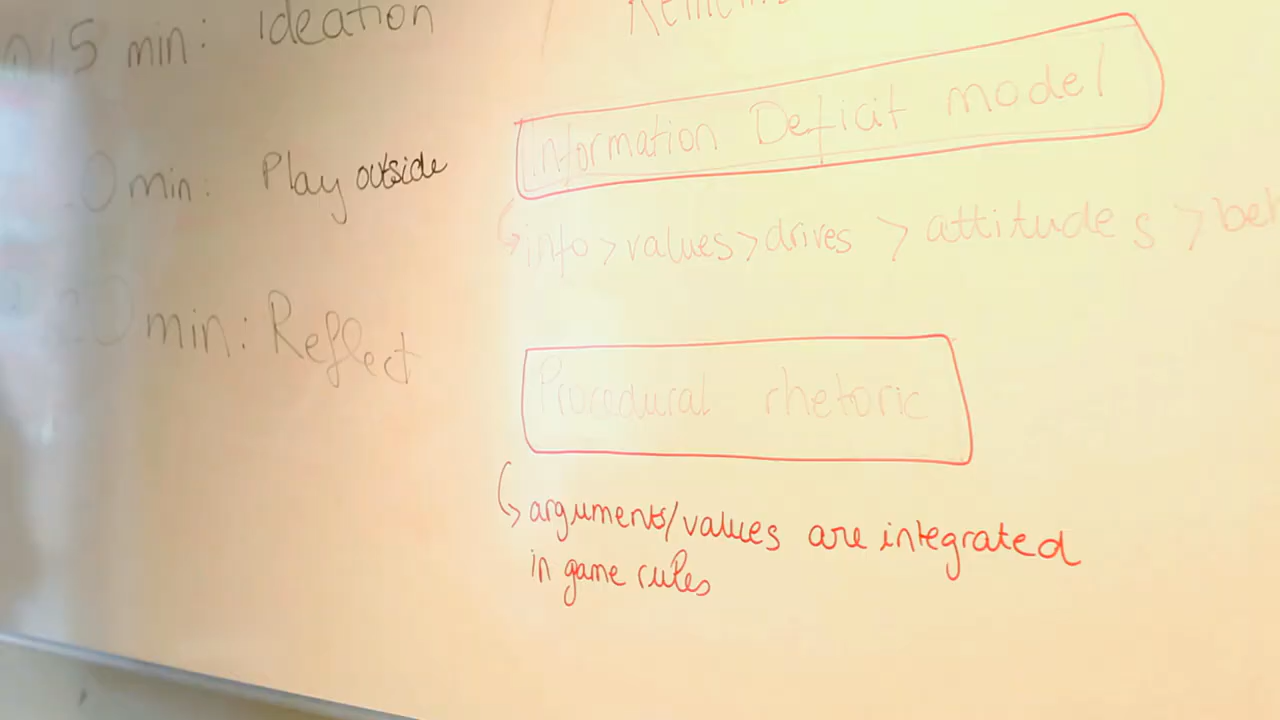 15 min: Ideation
min: Play outside
min: Reflect
Information Deficit model
info > values > drives > attitudes >
Procedural rhetoric
arguments/values are integrated
in game rules